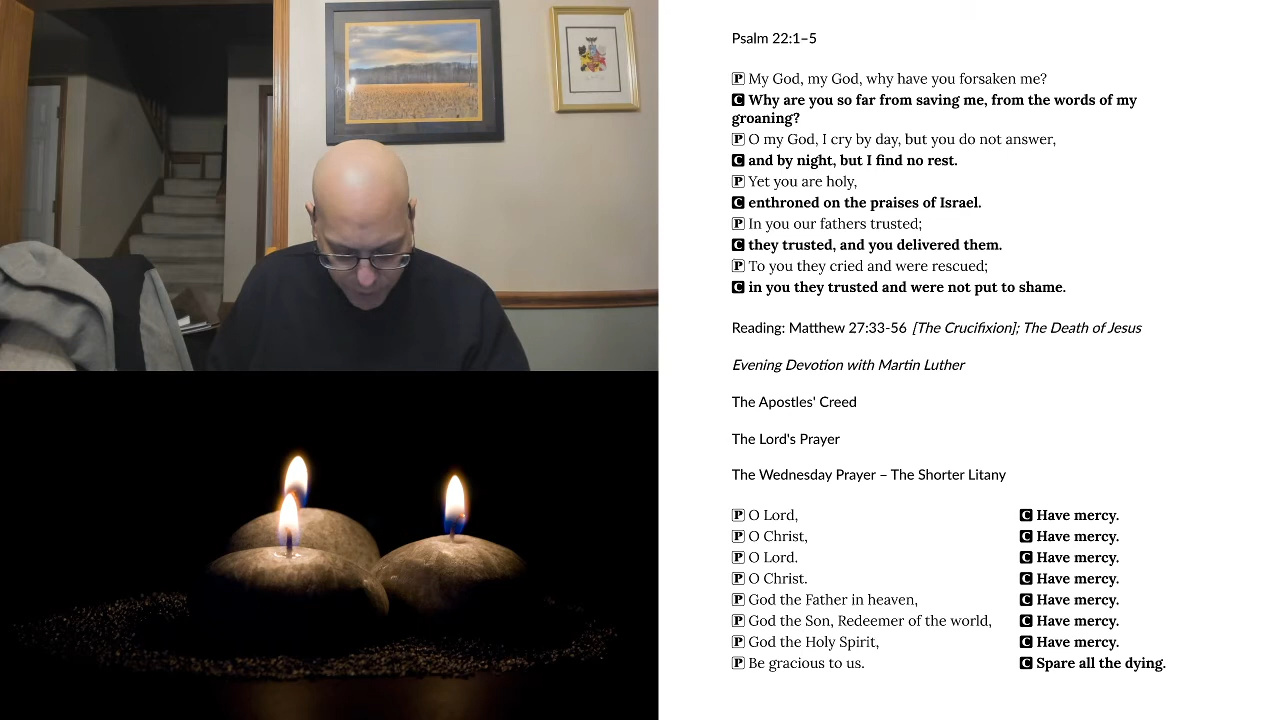 Psalm 22:1–5
P My God, my God, why have you forsaken me?
C Why are you so far from saving me, from the words of my
groaning?
P O my God, I cry by day, but you do not answer,
C and by night, but I find no rest.
P Yet you are holy,
C enthroned on the praises of Israel.
P In you our fathers trusted;
C they trusted, and you delivered them.
P To you they cried and were rescued;
C in you they trusted and were not put to shame.
Reading: Matthew 27:33-56 [The Crucifixion]; The Death of Jesus
Evening Devotion with Martin Luther
The Apostles' Creed
The Lord's Prayer
The Wednesday Prayer – The Shorter Litany
P O Lord, C Have mercy.
P O Christ, C Have mercy.
P O Lord. C Have mercy.
P O Christ. C Have mercy.
P God the Father in heaven, C Have mercy.
P God the Son, Redeemer of the world, C Have mercy.
P God the Holy Spirit, C Have mercy.
P Be gracious to us. C Spare all the dying.